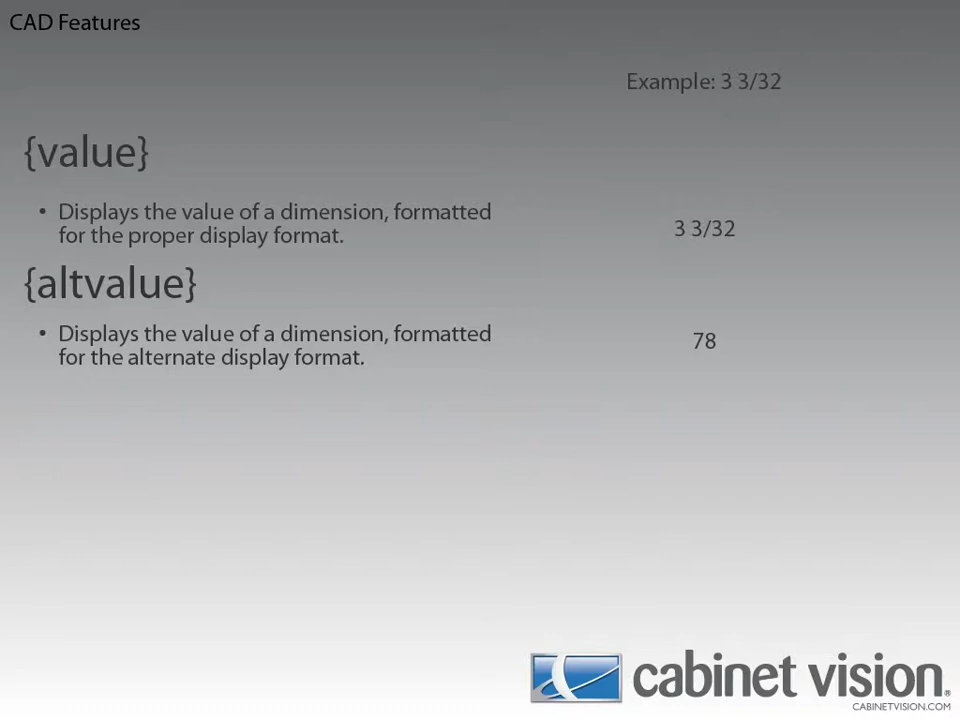 CAD Features
Example: 3 3/32
{value}
• Displays the value of a dimension, formatted
for the proper display format.
3 3/32
{altvalue}
• Displays the value of a dimension, formatted
for the alternate display format.
78
cabinet vision®
CABINETVISION.COM